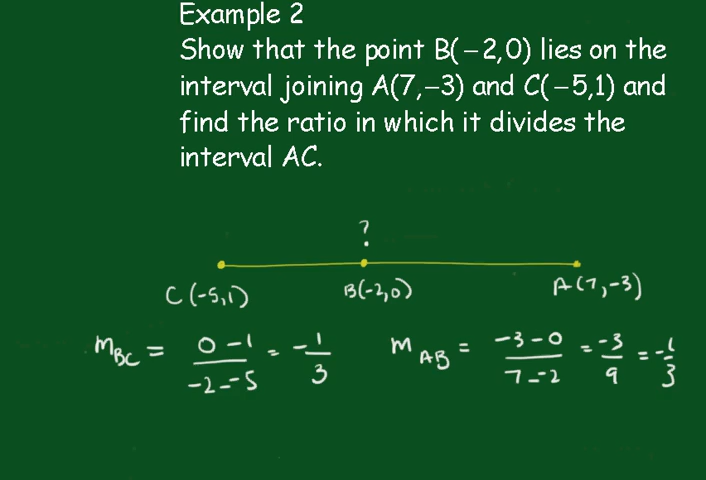 Example 2
Show that the point B(−2,0) lies on the
interval joining A(7,−3) and C(−5,1) and
find the ratio in which it divides the
interval AC.
?
C (-5,1) B(-2,0) A (7,-3)
m_BC = (0 - 1)/(-2 - -5) = -1/3 m_AB = (-3 - 0)/(7 - -2) = -3/9 = -1/3